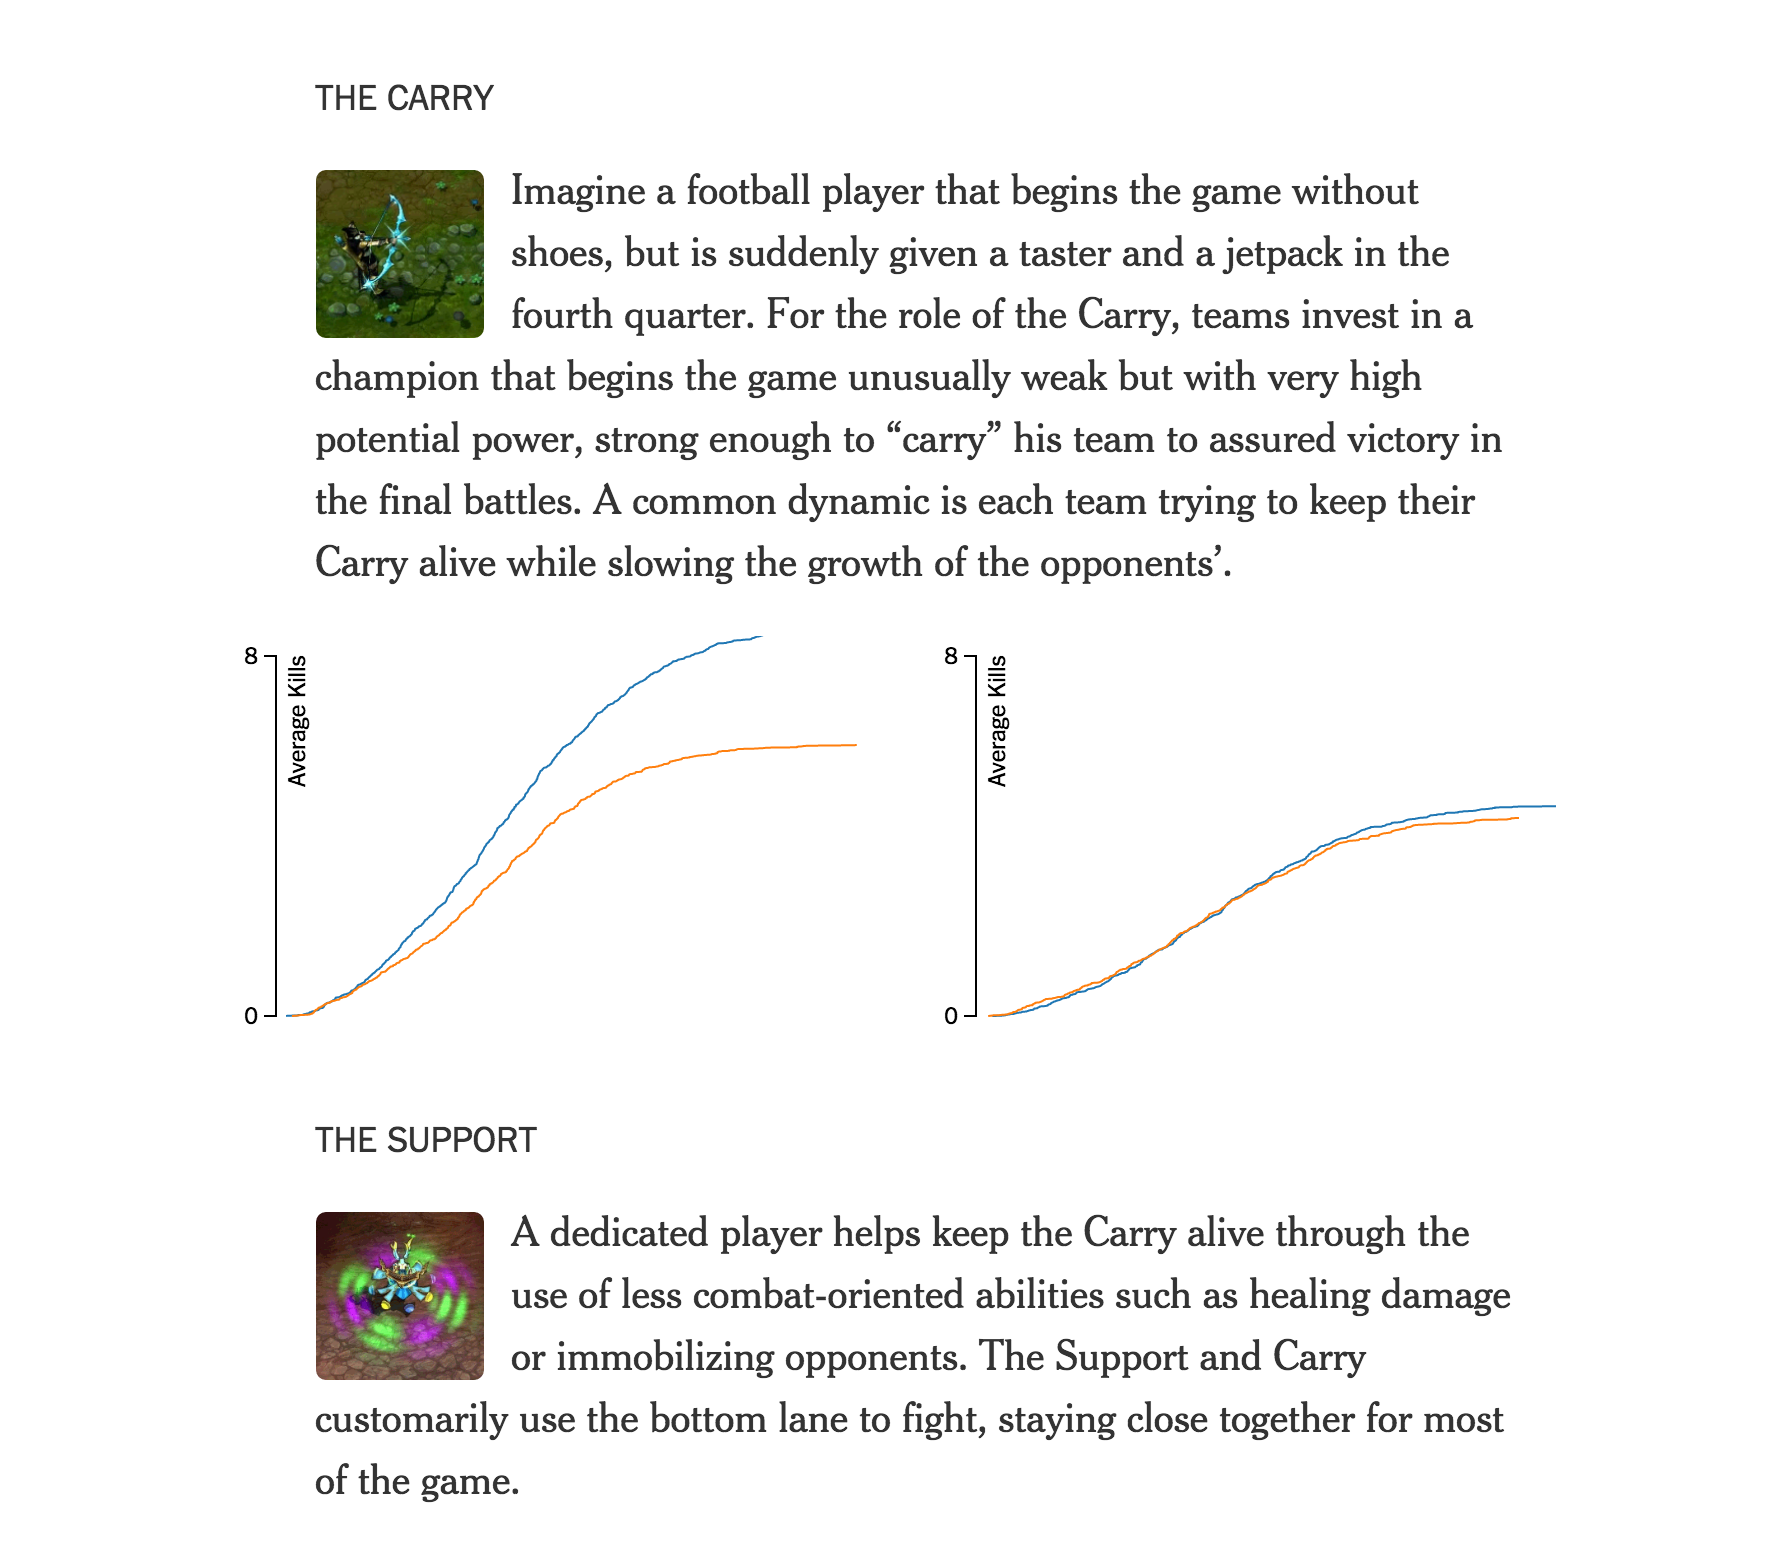 THE CARRY
Imagine a football player that begins the game without
shoes, but is suddenly given a taster and a jetpack in the
fourth quarter. For the role of the Carry, teams invest in a
champion that begins the game unusually weak but with very high
potential power, strong enough to “carry” his team to assured victory in
the final battles. A common dynamic is each team trying to keep their
Carry alive while slowing the growth of the opponents’.
8
Average Kills
0
8
Average Kills
0
THE SUPPORT
A dedicated player helps keep the Carry alive through the
use of less combat-oriented abilities such as healing damage
or immobilizing opponents. The Support and Carry
customarily use the bottom lane to fight, staying close together for most
of the game.